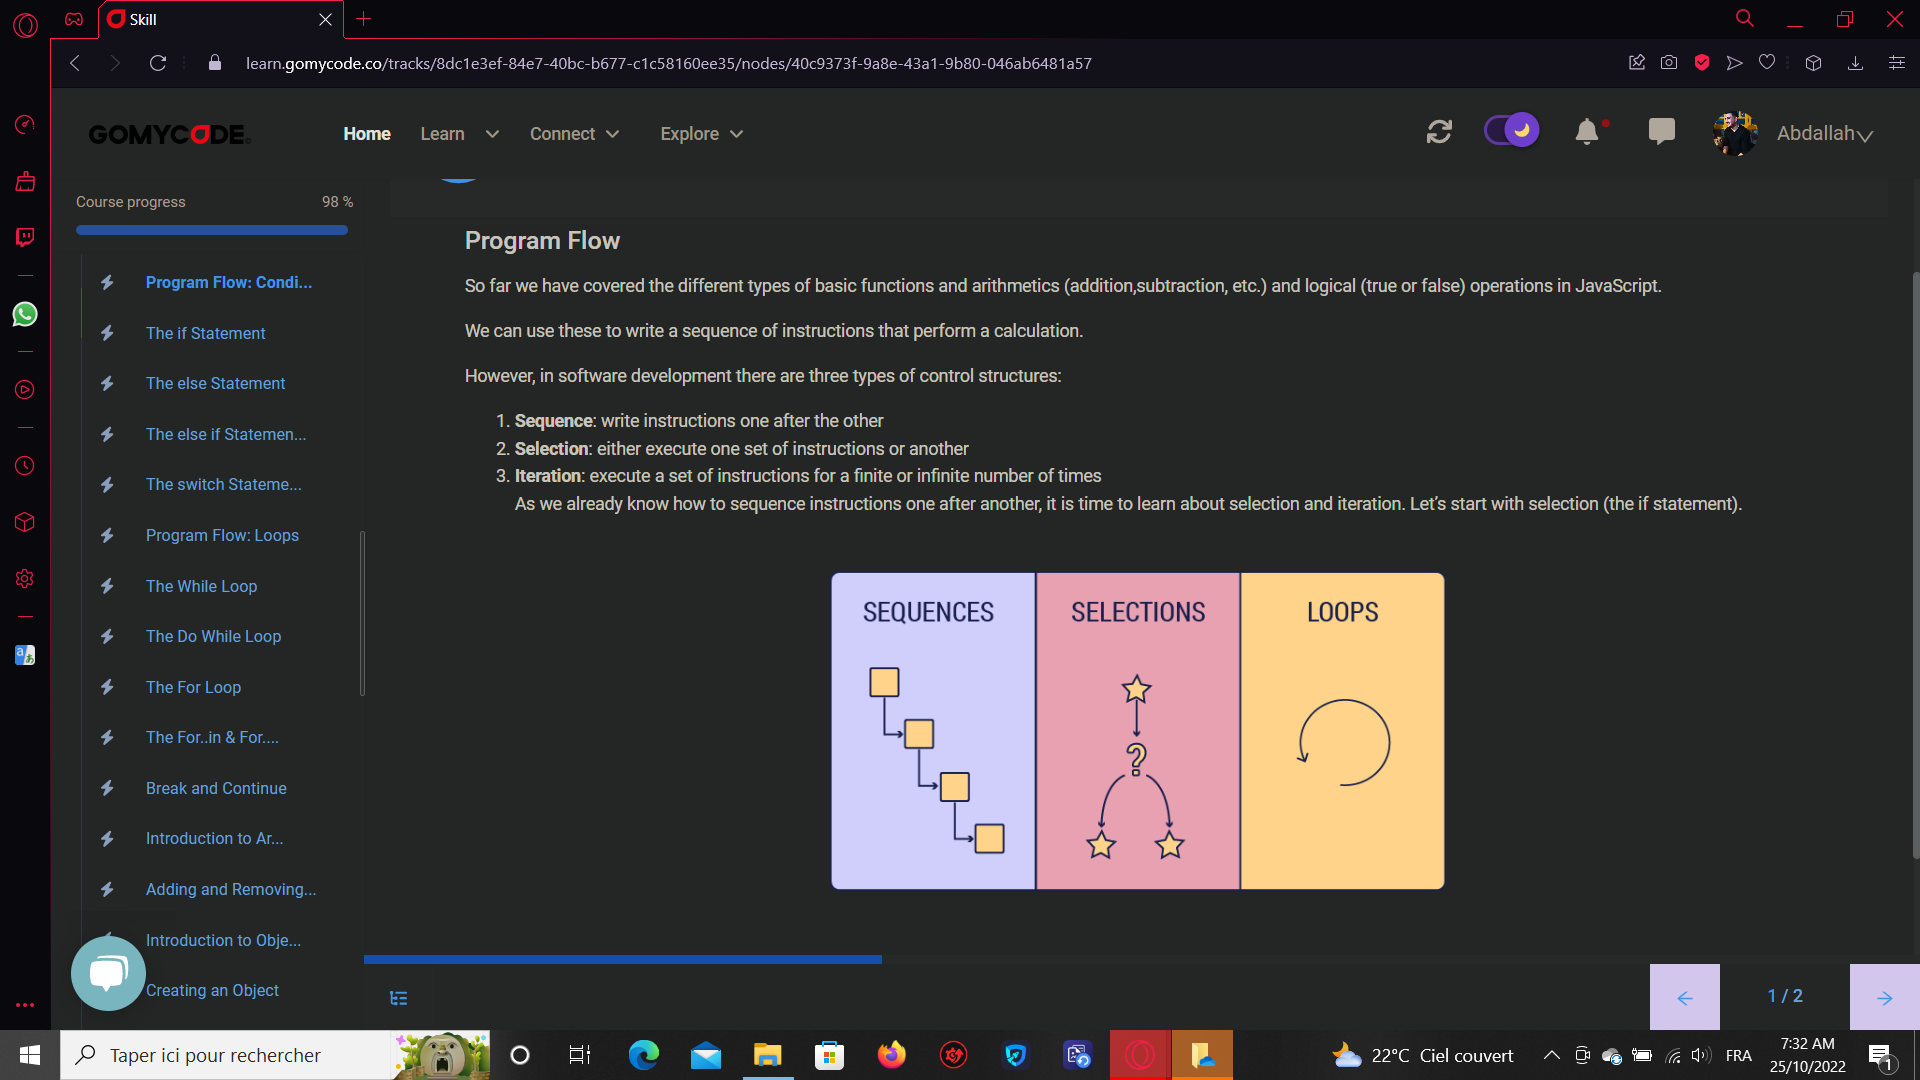 Skill
learn.gomycode.co/tracks/8dc1e3ef-84e7-40bc-b677-c1c58160ee35/nodes/40c9373f-9a8e-43a1-9b80-046ab6481a57
GOMYCODE
Home Learn Connect Explore
Abdallah
Course progress 98 %
Program Flow: Condi...
The if Statement
The else Statement
The else if Statemen...
The switch Stateme...
Program Flow: Loops
The While Loop
The Do While Loop
The For Loop
The For..in & For....
Break and Continue
Introduction to Ar...
Adding and Removing...
Introduction to Obje...
Creating an Object
Program Flow
So far we have covered the different types of basic functions and arithmetics (addition,subtraction, etc.) and logical (true or false) operations in JavaScript.
We can use these to write a sequence of instructions that perform a calculation.
However, in software development there are three types of control structures:
1. Sequence: write instructions one after the other
2. Selection: either execute one set of instructions or another
3. Iteration: execute a set of instructions for a finite or infinite number of times
As we already know how to sequence instructions one after another, it is time to learn about selection and iteration. Let’s start with selection (the if statement).
SEQUENCES
SELECTIONS
LOOPS
?
1 / 2
Taper ici pour rechercher
22°C Ciel couvert
FRA
7:32 AM
25/10/2022
1